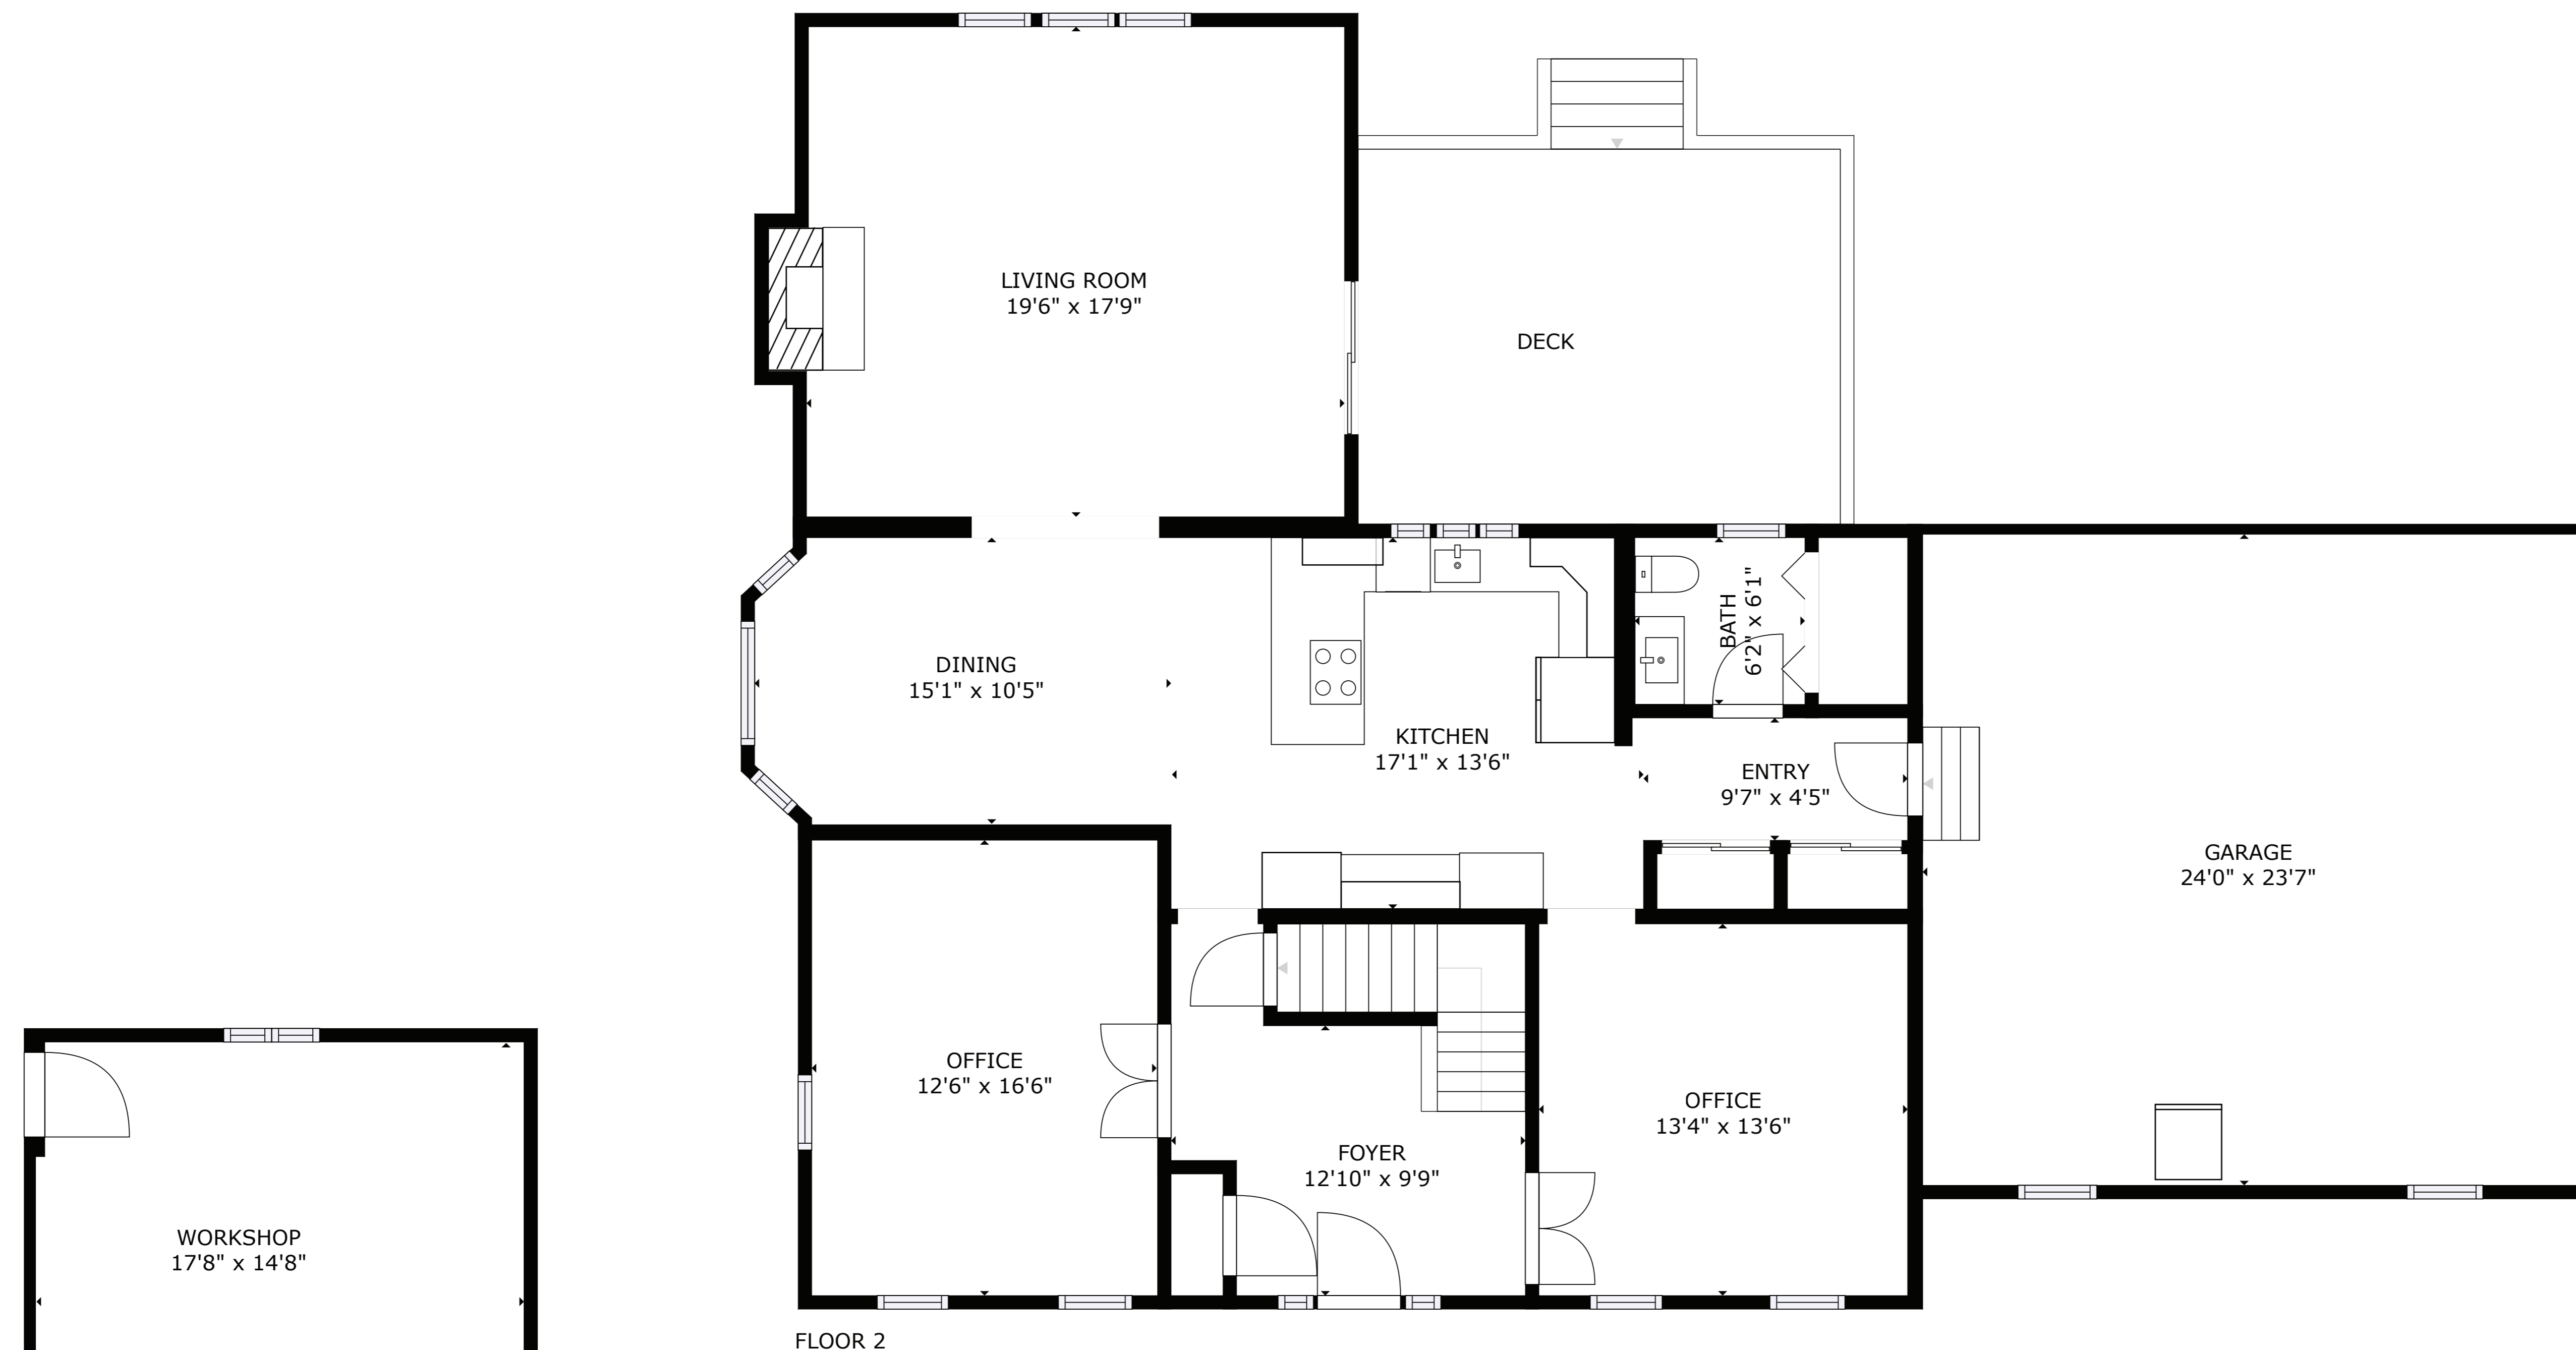 LIVING ROOM
19'6" x 17'9"
DECK
DINING
15'1" x 10'5"
KITCHEN
17'1" x 13'6"
BATH
6'2" x 6'1"
ENTRY
9'7" x 4'5"
GARAGE
24'0" x 23'7"
OFFICE
12'6" x 16'6"
FOYER
12'10" x 9'9"
OFFICE
13'4" x 13'6"
WORKSHOP
17'8" x 14'8"
FLOOR 2